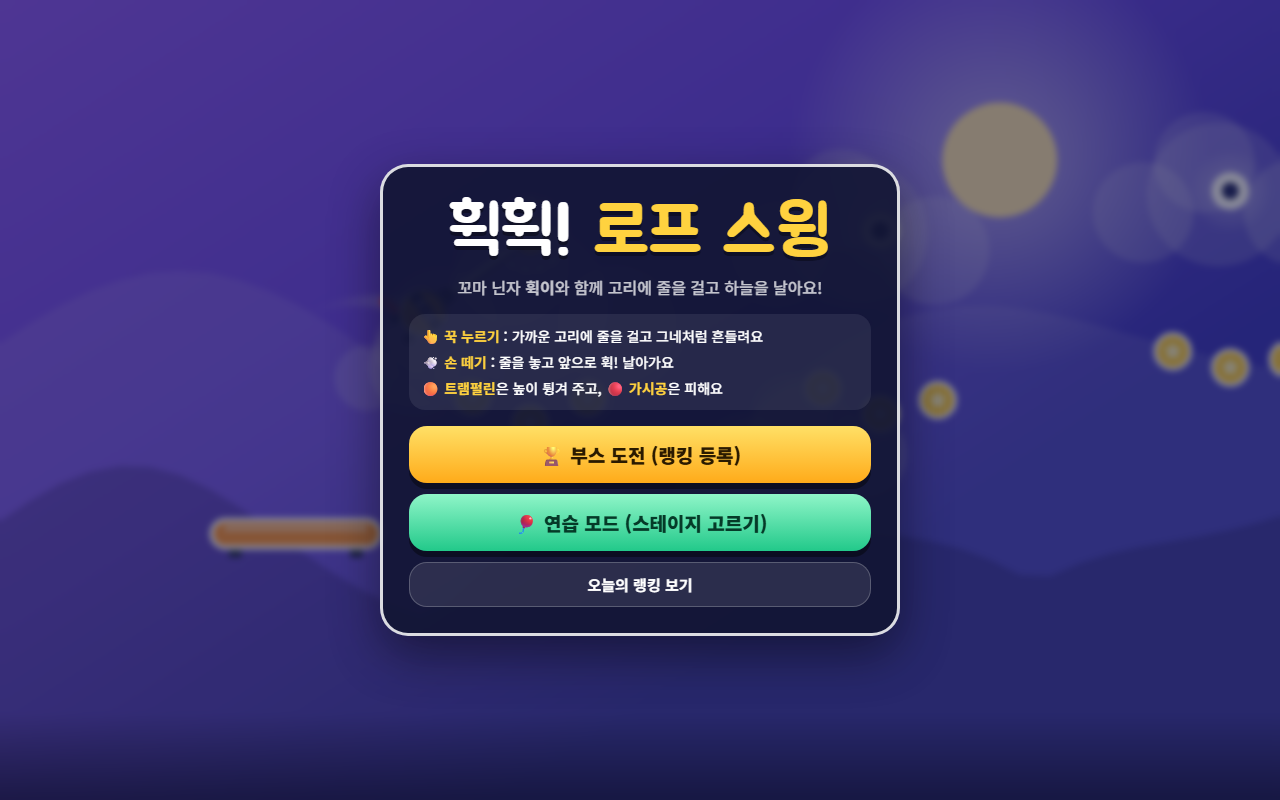 휙휙! 로프 스윙
꼬마 닌자 휙이와 함께 고리에 줄을 걸고 하늘을 날아요!
👆 꾹 누르기 : 가까운 고리에 줄을 걸고 그네처럼 흔들려요
손 떼기 : 줄을 놓고 앞으로 휙! 날아가요
🟠 트램펄린은 높이 튕겨 주고, 🔴 가시공은 피해요
🏆 부스 도전 (랭킹 등록)
🎈 연습 모드 (스테이지 고르기)
오늘의 랭킹 보기